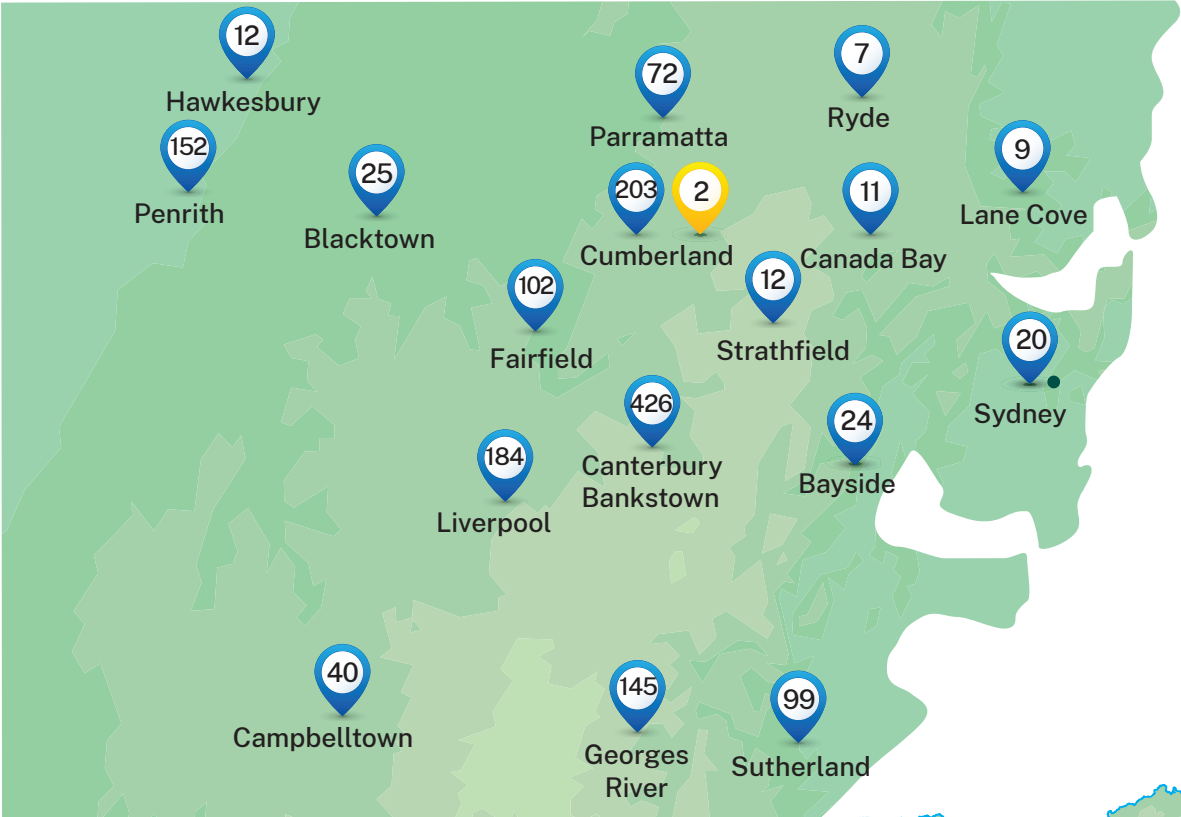 12
Hawkesbury
72
Parramatta
7
Ryde
152
Penrith
25
Blacktown
203
2
Cumberland
11
Canada Bay
9
Lane Cove
102
Fairfield
12
Strathfield
20
Sydney
426
Canterbury
Bankstown
24
Bayside
184
Liverpool
40
Campbelltown
145
Georges
River
99
Sutherland